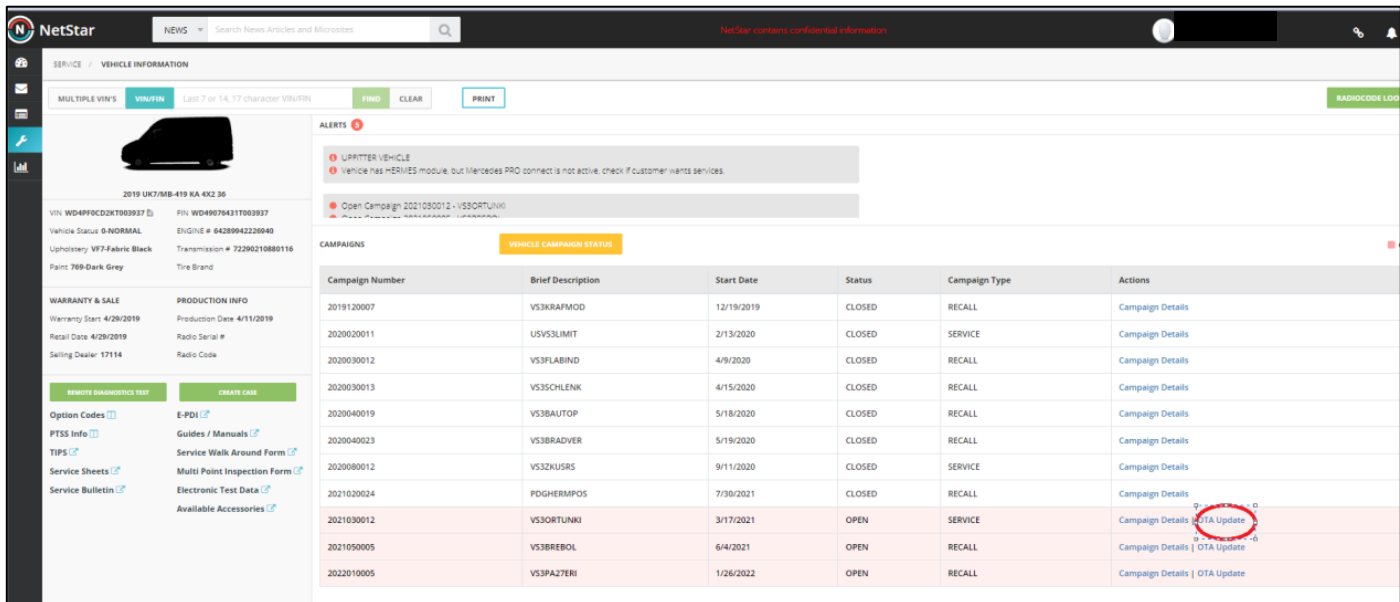 NetStar
NEWS Search News Articles and Microsites
NetStar contains confidential information
SERVICE / VEHICLE INFORMATION
MULTIPLE VIN'S VIN/FIN Last 7 or 14, 17 character VIN/FIN FIND CLEAR PRINT
RADIOCODE LOO
2019 UK7/MB-419 KA 4X2 36
VIN WD4PF0CD2KT003937 FIN WD49076431T003937
Vehicle Status 0-NORMAL ENGINE # 64289942226940
Upholstery VF7-Fabric Black Transmission # 72290210880116
Paint 769-Dark Grey Tire Brand
WARRANTY & SALE PRODUCTION INFO
Warranty Start 4/29/2019 Production Date 4/11/2019
Retail Date 4/29/2019 Radio Serial #
Selling Dealer 17114 Radio Code
REMOTE DIAGNOSTICS TEST CREATE CASE
Option Codes E-PDI
PTSS Info Guides / Manuals
TIPS Service Walk Around Form
Service Sheets Multi Point Inspection Form
Service Bulletin Electronic Test Data
Available Accessories
ALERTS 5
UPFITTER VEHICLE
Vehicle has HERMES module, but Mercedes PRO connect is not active, check if customer wants services.
Open Campaign 2021030012 - VS3ORTUNKI
Open Campaign 2021050005 - VS3BREBOL
CAMPAIGNS VEHICLE CAMPAIGN STATUS
Campaign Number Brief Description Start Date Status Campaign Type Actions
2019120007 VS3KRAFMOD 12/19/2019 CLOSED RECALL Campaign Details
2020020011 USVS3LIMIT 2/13/2020 CLOSED SERVICE Campaign Details
2020030012 VS3FLABIND 4/9/2020 CLOSED RECALL Campaign Details
2020030013 VS3SCHLENK 4/15/2020 CLOSED RECALL Campaign Details
2020040019 VS3BAUTOP 5/18/2020 CLOSED RECALL Campaign Details
2020040023 VS3BRADVER 5/19/2020 CLOSED RECALL Campaign Details
2020080012 VS3ZKUSRS 9/11/2020 CLOSED SERVICE Campaign Details
2021020024 PDGHERMPOS 7/30/2021 CLOSED RECALL Campaign Details
2021030012 VS3ORTUNKI 3/17/2021 OPEN SERVICE Campaign Details | OTA Update
2021050005 VS3BREBOL 6/4/2021 OPEN RECALL Campaign Details | OTA Update
2022010005 VS3PA27ERI 1/26/2022 OPEN RECALL Campaign Details | OTA Update